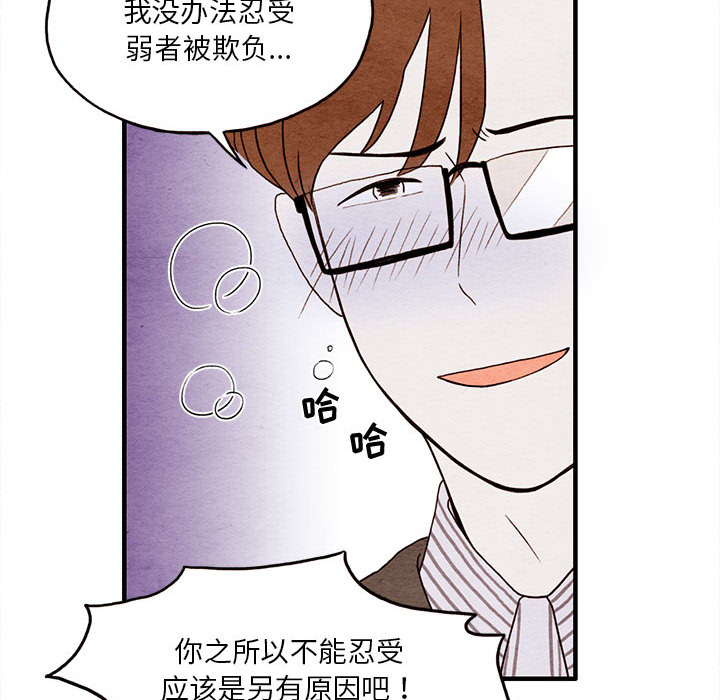 我没办法忍受
弱者被欺负...
哈
哈
你之所以不能忍受
应该是另有原因吧！